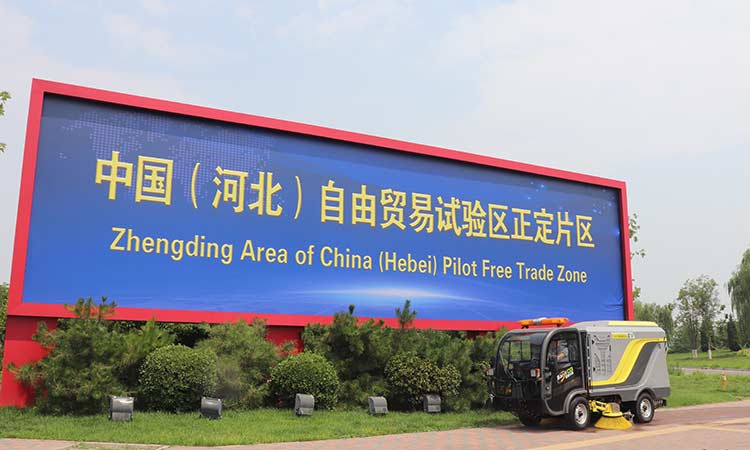 中国（河北）自由贸易试验区正定片区
Zhengding Area of China (Hebei) Pilot Free Trade Zone